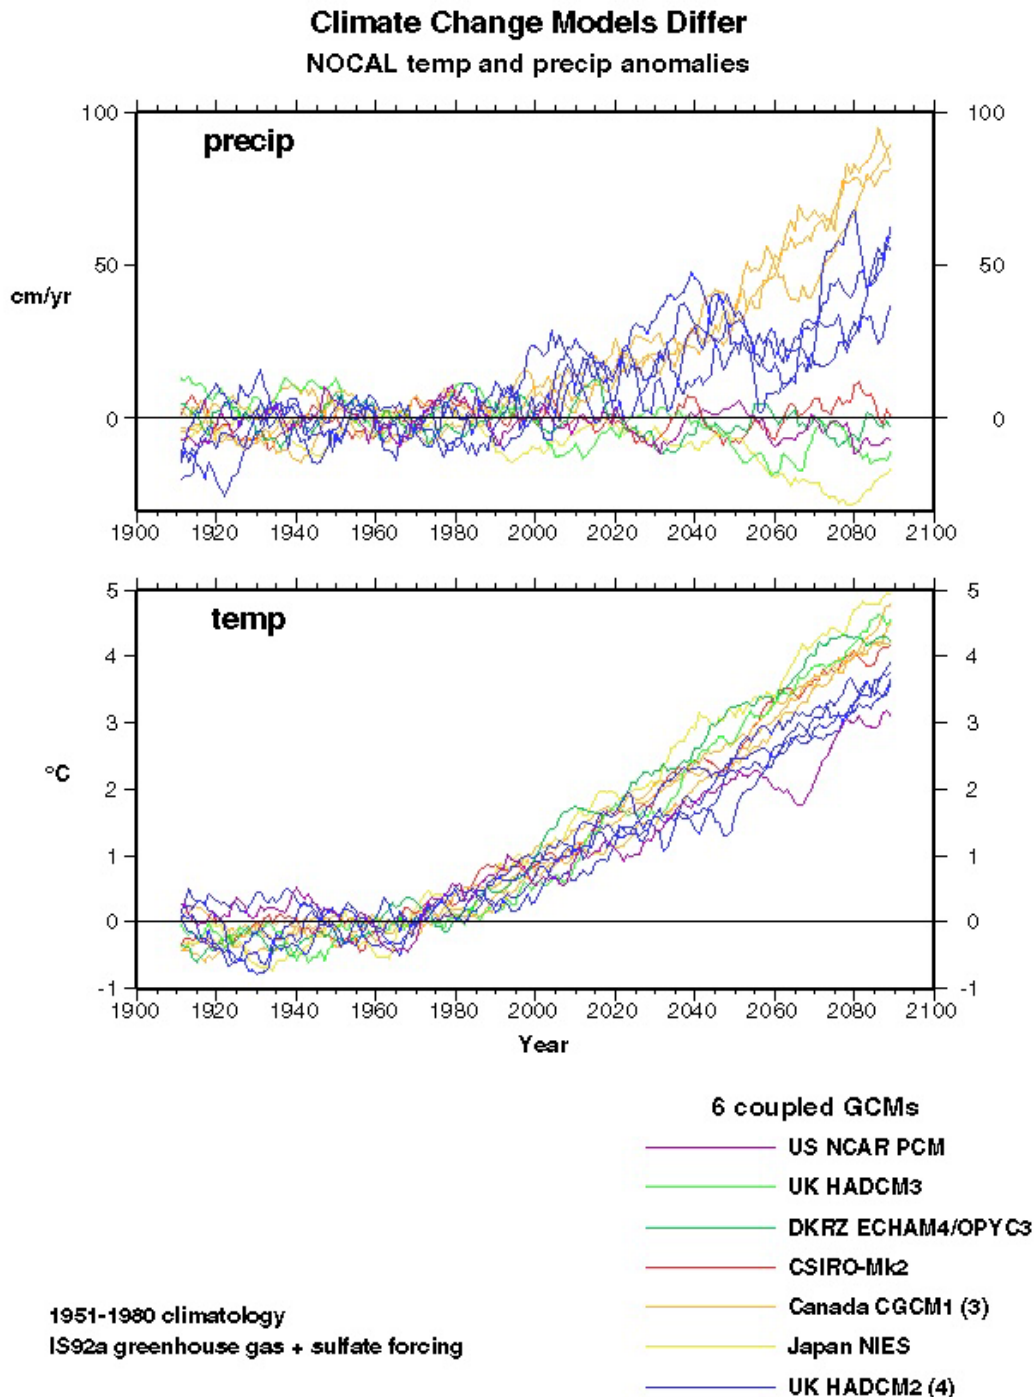 Climate Change Models Differ
NOCAL temp and precip anomalies
precip
100
100
50
50
cm/yr
0
0
1900 1920 1940 1960 1980 2000 2020 2040 2060 2080 2100
temp
5
5
4
4
3
3
°C
2
2
1
1
0
0
-1
-1
1900 1920 1940 1960 1980 2000 2020 2040 2060 2080 2100
Year
6 coupled GCMs
US NCAR PCM
UK HADCM3
DKRZ ECHAM4/OPYC3
CSIRO-Mk2
Canada CGCM1 (3)
Japan NIES
UK HADCM2 (4)
1951-1980 climatology
IS92a greenhouse gas + sulfate forcing